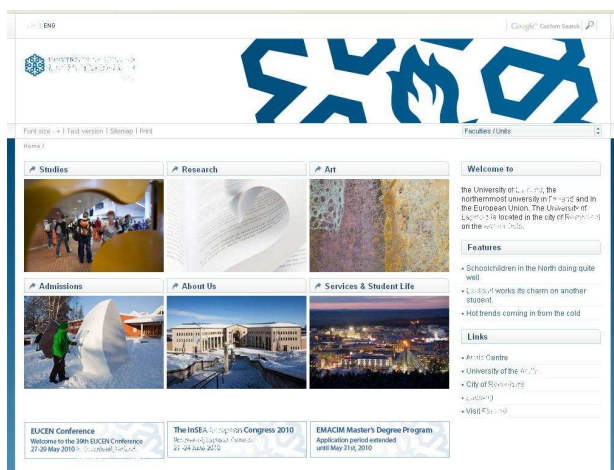 ENG
Google™ Custom Search
Font size - + | Text version | Sitemap | Print
Faculties / Units
Home /
Studies
Research
Art
Welcome to
the University of the
northernmost university in and in
the European Union. The University of
is located in the city of
on the
Features
Schoolchildren in the North doing quite
well
works its charm on another
student
Hot trends coming in from the cold
Admissions
About Us
Services & Student Life
Links
Centre
University of the
City of
Visit
EUCEN Conference
Welcome to the 39th EUCEN Conference
27-29 May 2010
The InSEA Congress 2010
21-24 June 2010
EMACIM Master's Degree Program
Application period extended
until May 31st, 2010